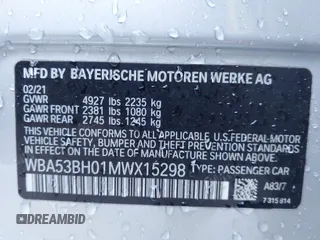 MFD BY BAYERISCHE MOTOREN WERKE AG
02/21
GVWR 4927 lbs 2235 kg
GAWR FRONT 2381 lbs 1080 kg
GAWR REAR 2745 lbs 1245 kg
THIS VEHICLE CONFORMS TO ALL APPLICABLE U.S. FEDERAL
MOTOR VEHICLE SAFETY, BUMPER, AND THEFT PREVENTION
STANDARDS IN EFFECT ON THE DATE OF MANUFACTURE SHOWN ABOVE.
WBA53BH01MWX15298 TYPE: PASSENGER CAR
A83/7
7 315 814